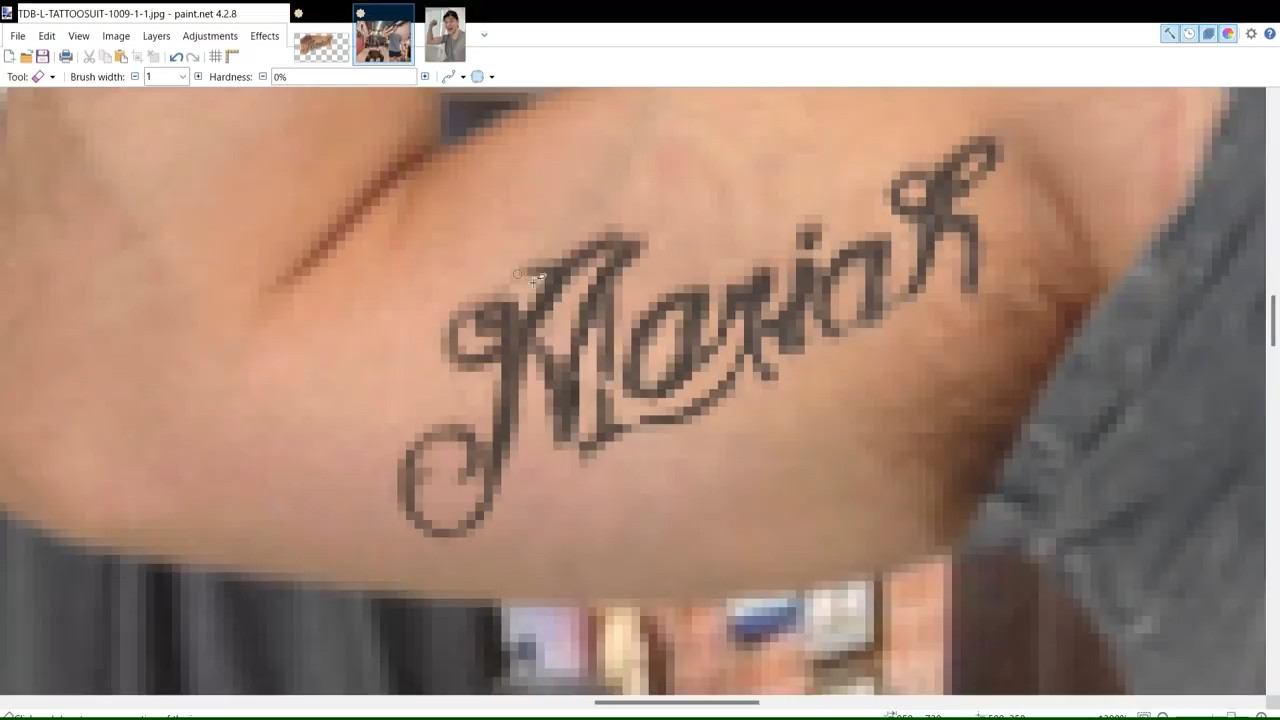 TDB-L-TATTOOSUIT-1009-1-1.jpg - paint.net 4.2.8
File Edit View Image Layers Adjustments Effects
Tool: Brush width: 1 Hardness: 0%
Mariah